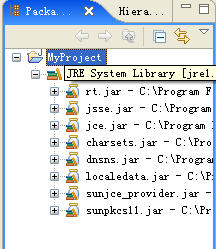 Packa...
Hiera...
MyProject
JRE System Library [jre1.
rt.jar - C:\Program F
jsse.jar - C:\Program
jce.jar - C:\Program
charsets.jar - C:\Pro
dnsns.jar - C:\Progra
localedata.jar - C:\P
sunjce_provider.jar -
sunpkcs11.jar - C:\Pr